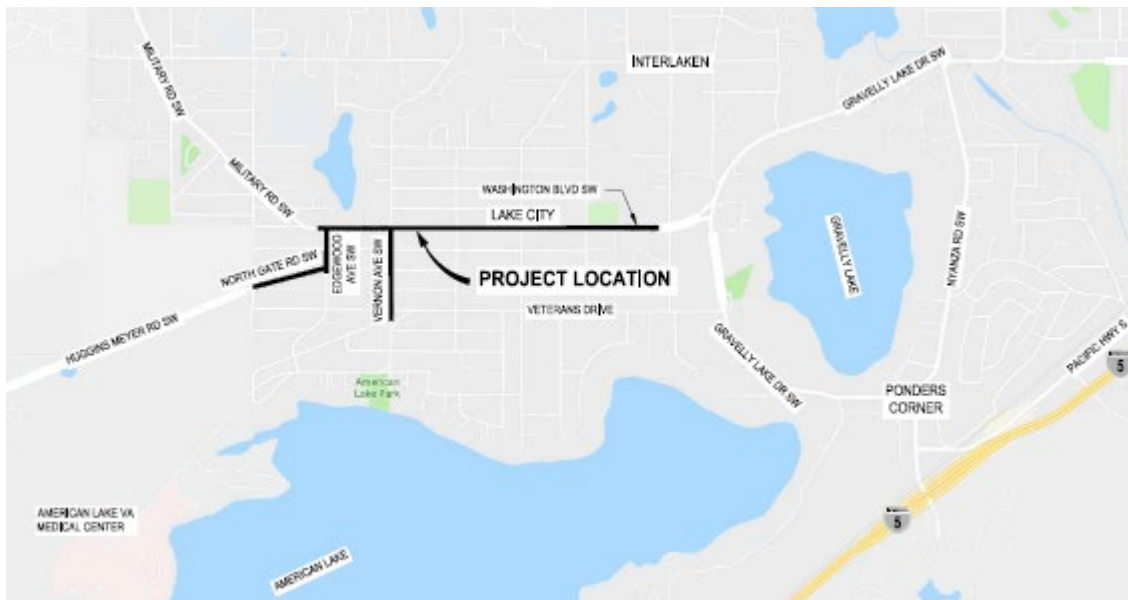 INTERLAKEN
MILITARY RD SW
GRAVELLY LAKE DR SW
MILITARY RD SW
WASHINGTON BLVD SW
LAKE CITY
NORTH GATE RD SW
EDGEWOOD
AVE SW
VERNON AVE SW
PROJECT LOCATION
VETERANS DRIVE
GRAVELLY LAKE
NYANZA RD SW
HUGGINS MEYER RD SW
GRAVELLY LAKE DR SW
PACIFIC HWY S
5
American
Lake Park
PONDERS
CORNER
AMERICAN LAKE VA
MEDICAL CENTER
5
AMERICAN LAKE